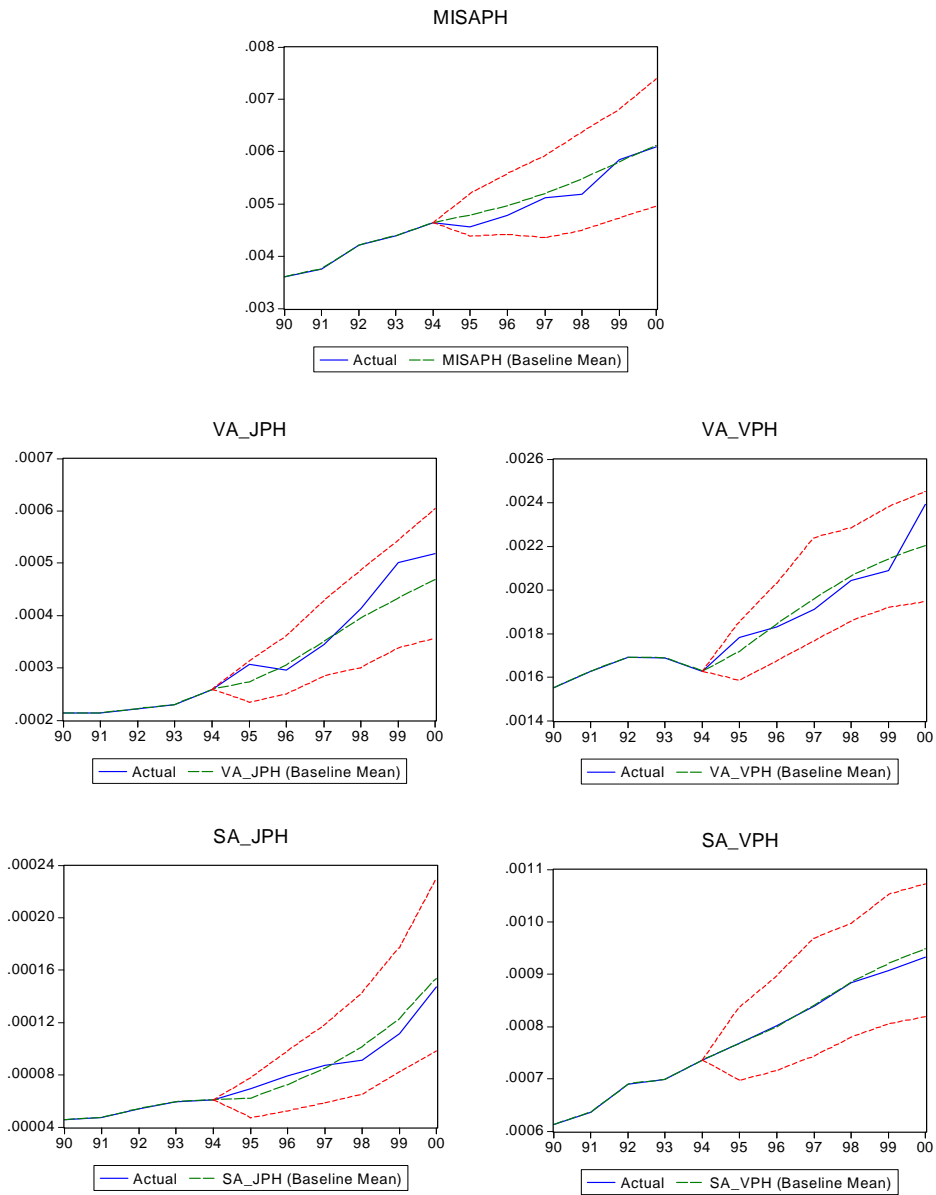 MISAPH
.008
.007
.006
.005
.004
.003
90 91 92 93 94 95 96 97 98 99 00
Actual MISAPH (Baseline Mean)
VA_JPH
.0007
.0006
.0005
.0004
.0003
.0002
90 91 92 93 94 95 96 97 98 99 00
Actual VA_JPH (Baseline Mean)
VA_VPH
.0026
.0024
.0022
.0020
.0018
.0016
.0014
90 91 92 93 94 95 96 97 98 99 00
Actual VA_VPH (Baseline Mean)
SA_JPH
.00024
.00020
.00016
.00012
.00008
.00004
90 91 92 93 94 95 96 97 98 99 00
Actual SA_JPH (Baseline Mean)
SA_VPH
.0011
.0010
.0009
.0008
.0007
.0006
90 91 92 93 94 95 96 97 98 99 00
Actual SA_VPH (Baseline Mean)